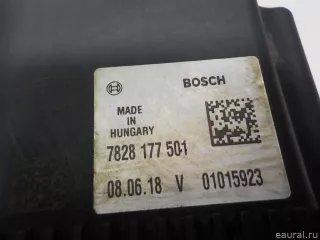 BOSCH
MADE
IN
HUNGARY
7828 177 501
08.06.18 V 01015923
© eaural.ru